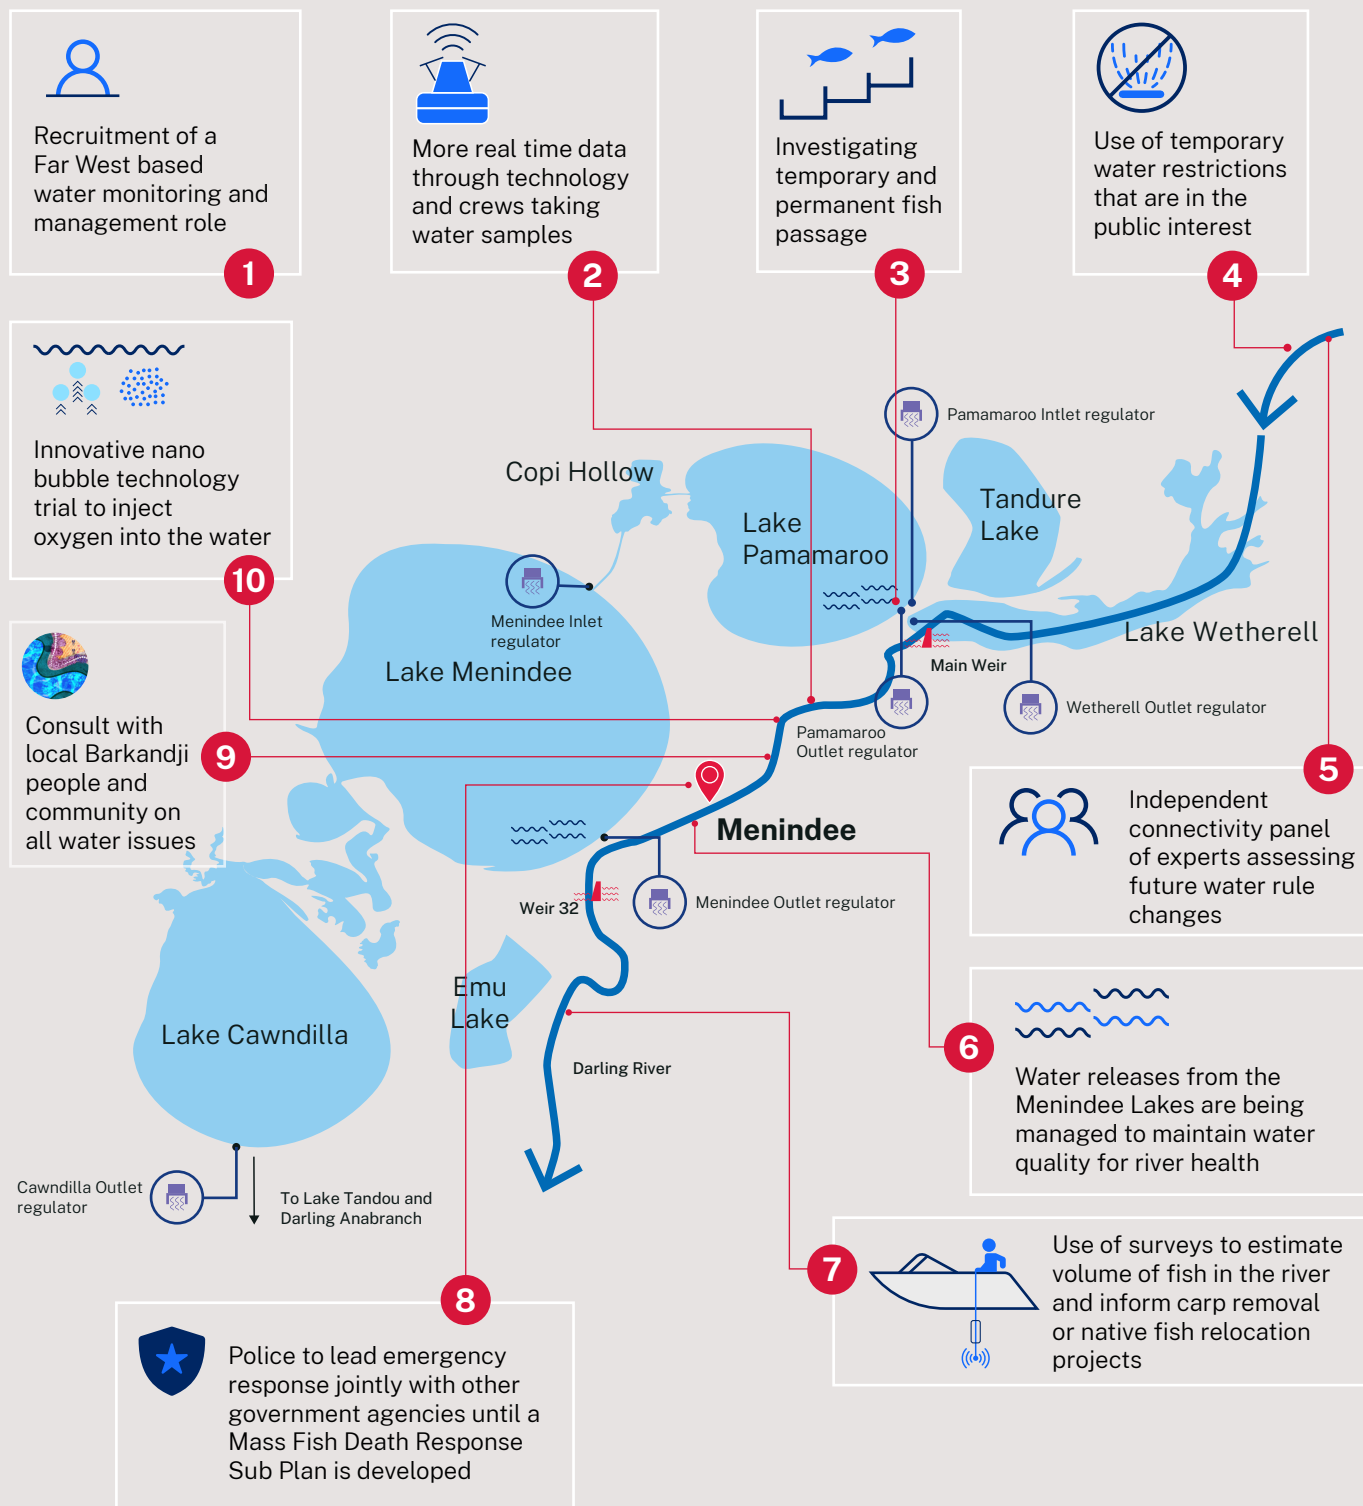 Recruitment of a
Far West based
water monitoring and
management role
1
More real time data
through technology
and crews taking
water samples
2
Investigating
temporary and
permanent fish
passage
3
Use of temporary
water restrictions
that are in the
public interest
4
Innovative nano
bubble technology
trial to inject
oxygen into the water
10
Pamamaroo Intlet regulator
Copi Hollow
Lake
Pamamaroo
Tandure
Lake
Menindee Inlet
regulator
Lake Menindee
Lake Wetherell
Main Weir
Wetherell Outlet regulator
Pamamaroo
Outlet regulator
Consult with
local Barkandji
people and
community on
all water issues
9
Menindee
5
Independent
connectivity panel
of experts assessing
future water rule
changes
Weir 32
Menindee Outlet regulator
Emu
Lake
Lake Cawndilla
Darling River
6
Water releases from the
Menindee Lakes are being
managed to maintain water
quality for river health
Cawndilla Outlet
regulator
To Lake Tandou and
Darling Anabranch
7
Use of surveys to estimate
volume of fish in the river
and inform carp removal
or native fish relocation
projects
8
Police to lead emergency
response jointly with other
government agencies until a
Mass Fish Death Response
Sub Plan is developed